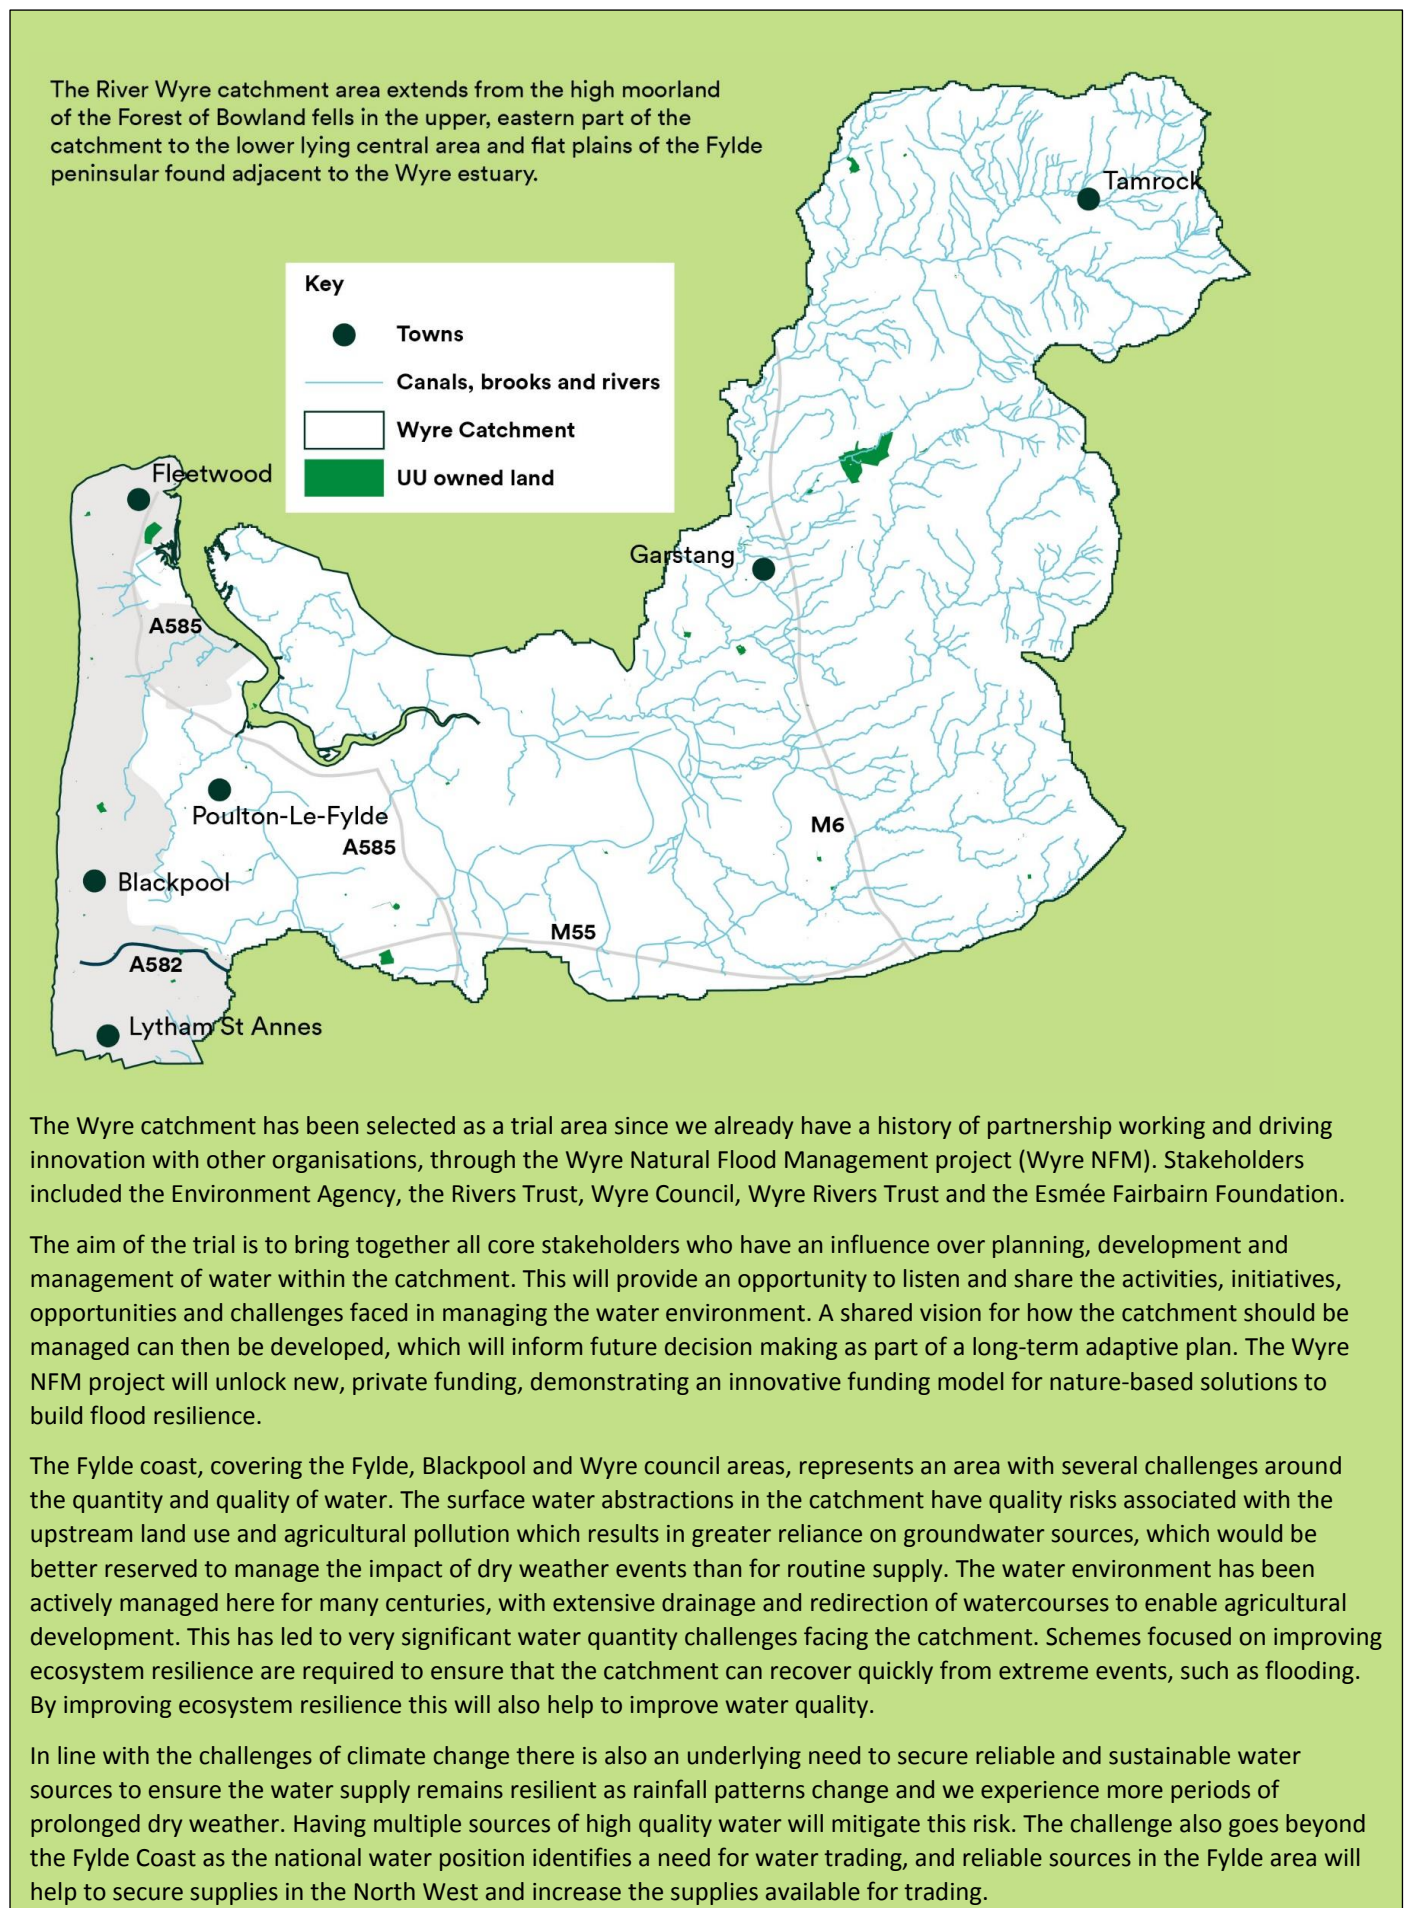 The River Wyre catchment area extends from the high moorland
of the Forest of Bowland fells in the upper, eastern part of the
catchment to the lower lying central area and flat plains of the Fylde
peninsular found adjacent to the Wyre estuary.
Tamrock
Key
Towns
Canals, brooks and rivers
Wyre Catchment
UU owned land
Fleetwood
Garstang
A585
Poulton-Le-Fylde
A585
M6
Blackpool
M55
A582
Lytham St Annes
The Wyre catchment has been selected as a trial area since we already have a history of partnership working and driving
innovation with other organisations, through the Wyre Natural Flood Management project (Wyre NFM). Stakeholders
included the Environment Agency, the Rivers Trust, Wyre Council, Wyre Rivers Trust and the Esmée Fairbairn Foundation.
The aim of the trial is to bring together all core stakeholders who have an influence over planning, development and
management of water within the catchment. This will provide an opportunity to listen and share the activities, initiatives,
opportunities and challenges faced in managing the water environment. A shared vision for how the catchment should be
managed can then be developed, which will inform future decision making as part of a long-term adaptive plan. The Wyre
NFM project will unlock new, private funding, demonstrating an innovative funding model for nature-based solutions to
build flood resilience.
The Fylde coast, covering the Fylde, Blackpool and Wyre council areas, represents an area with several challenges around
the quantity and quality of water. The surface water abstractions in the catchment have quality risks associated with the
upstream land use and agricultural pollution which results in greater reliance on groundwater sources, which would be
better reserved to manage the impact of dry weather events than for routine supply. The water environment has been
actively managed here for many centuries, with extensive drainage and redirection of watercourses to enable agricultural
development. This has led to very significant water quantity challenges facing the catchment. Schemes focused on improving
ecosystem resilience are required to ensure that the catchment can recover quickly from extreme events, such as flooding.
By improving ecosystem resilience this will also help to improve water quality.
In line with the challenges of climate change there is also an underlying need to secure reliable and sustainable water
sources to ensure the water supply remains resilient as rainfall patterns change and we experience more periods of
prolonged dry weather. Having multiple sources of high quality water will mitigate this risk. The challenge also goes beyond
the Fylde Coast as the national water position identifies a need for water trading, and reliable sources in the Fylde area will
help to secure supplies in the North West and increase the supplies available for trading.